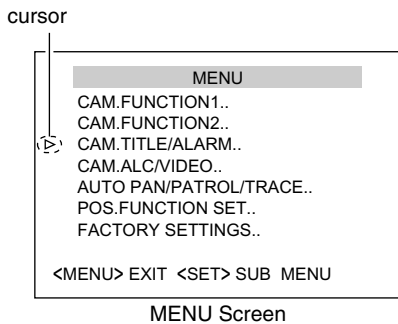 cursor
MENU
CAM.FUNCTION1..
CAM.FUNCTION2..
CAM.TITLE/ALARM..
CAM.ALC/VIDEO..
AUTO PAN/PATROL/TRACE..
POS.FUNCTION SET..
FACTORY SETTINGS..
<MENU> EXIT <SET> SUB MENU
MENU Screen